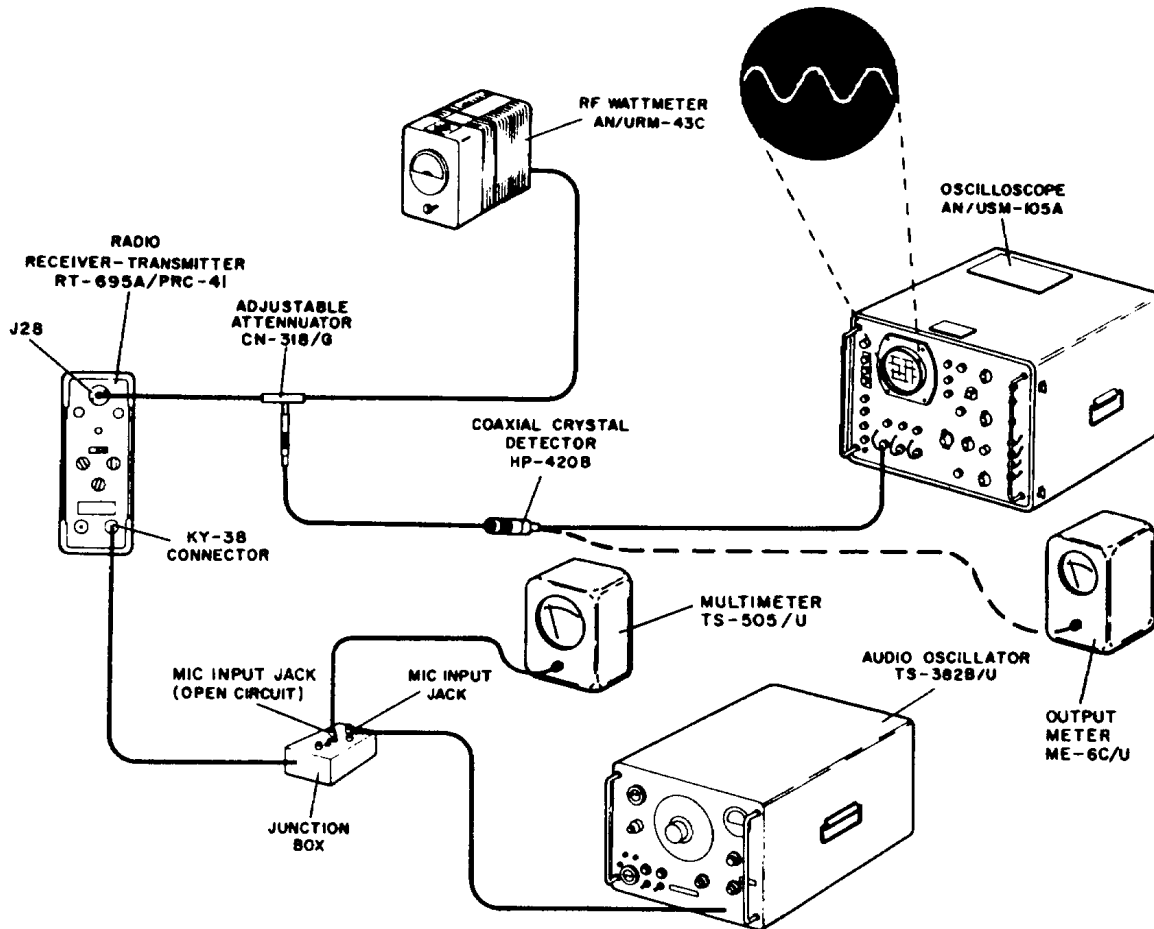 RF WATTMETER
AN/URM-43C
OSCILLOSCOPE
AN/USM-105A
RADIO
RECEIVER-TRANSMITTER
RT-695A/PRC-41
J28
ADJUSTABLE
ATTENNUATOR
CN-318/G
COAXIAL CRYSTAL
DETECTOR
HP-420B
KY-38
CONNECTOR
MULTIMETER
TS-505/U
MIC INPUT JACK
(OPEN CIRCUIT)
MIC INPUT
JACK
AUDIO OSCILLATOR
TS-382B/U
OUTPUT
METER
ME-6C/U
JUNCTION
BOX